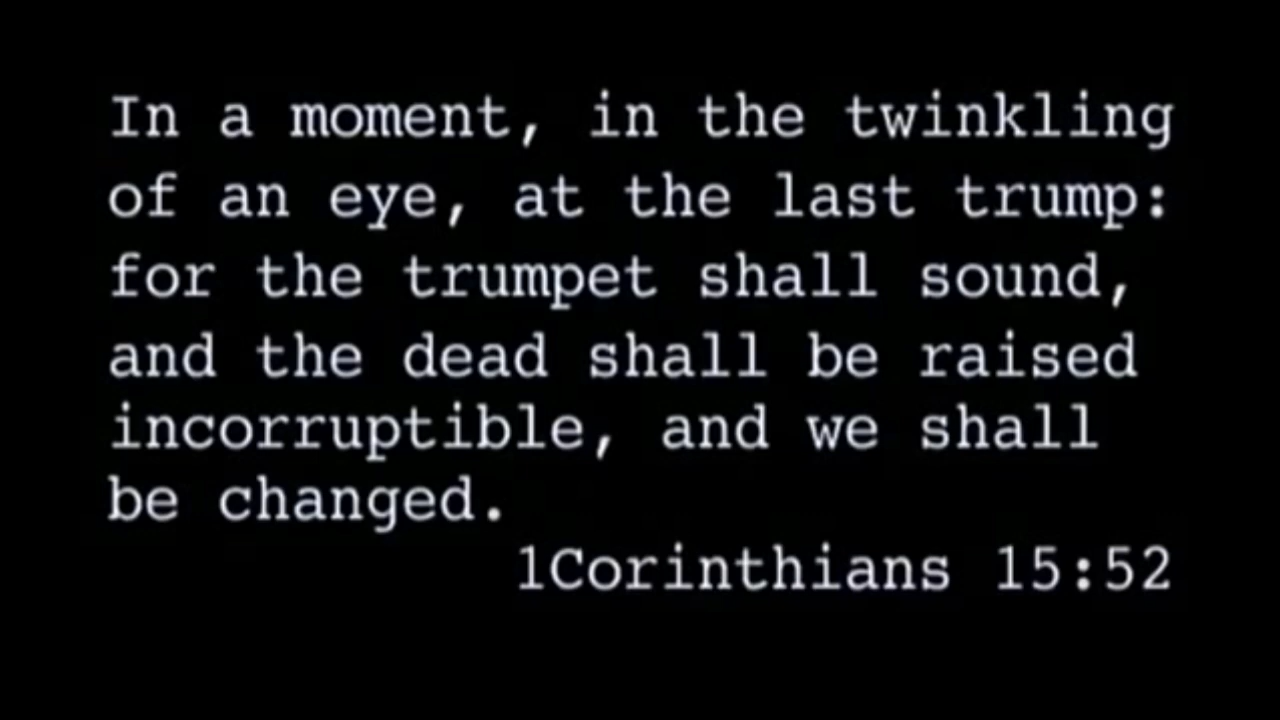 In a moment, in the twinkling
of an eye, at the last trump:
for the trumpet shall sound,
and the dead shall be raised
incorruptible, and we shall
be changed.
1Corinthians 15:52